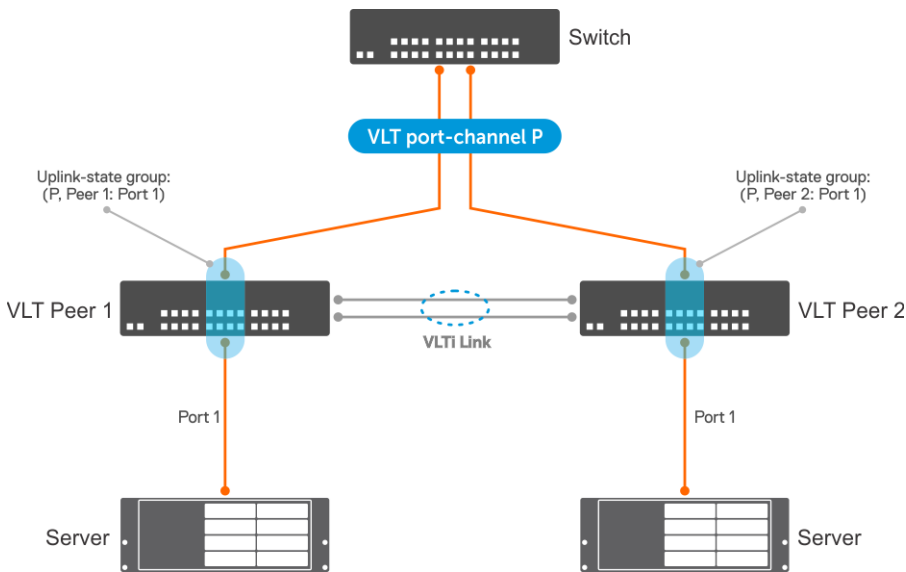 Switch
VLT port-channel P
Uplink-state group:
(P, Peer 1: Port 1)
Uplink-state group:
(P, Peer 2: Port 1)
VLT Peer 1
VLT Peer 2
VLTi Link
Port 1
Port 1
Server
Server